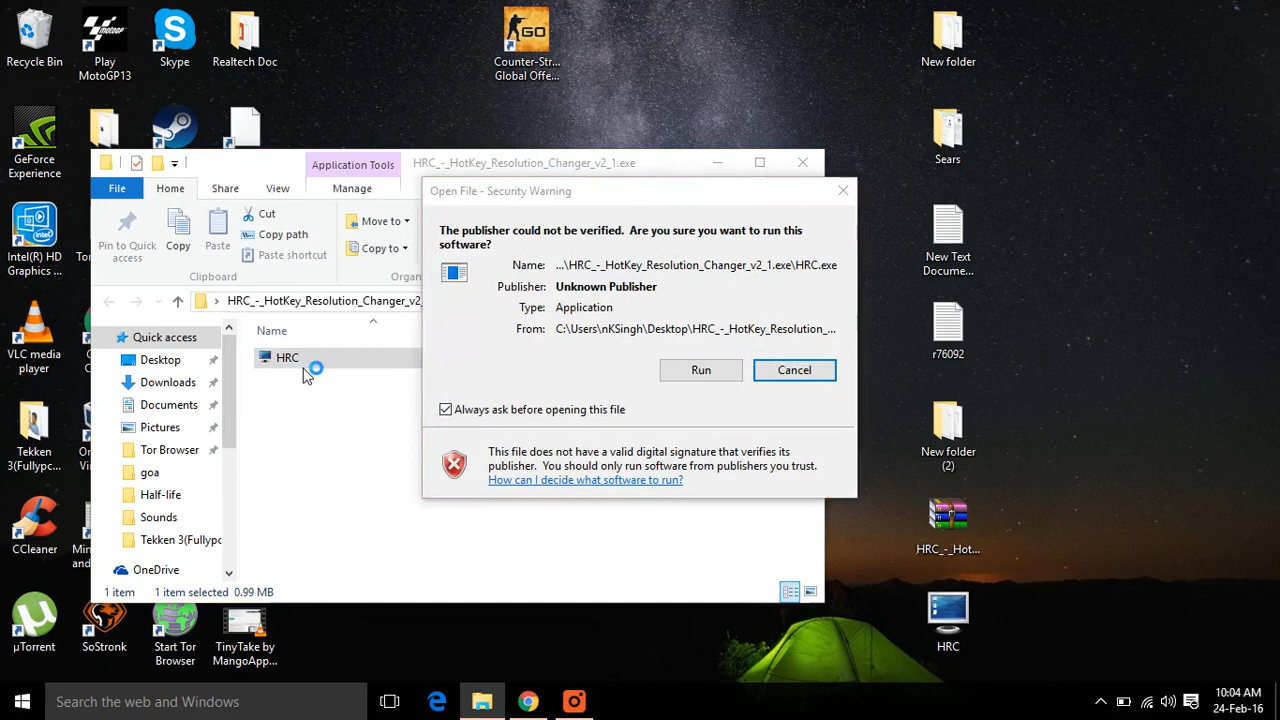 Recycle Bin
Play
MotoGP13
Skype
Realtech Doc
GO
Counter-Str...
Global Offe...
New folder
GeForce
Experience
Sears
Application Tools
HRC_-_HotKey_Resolution_Changer_v2_1.exe
File
Home
Share
View
Manage
Pin to Quick
access
Copy
Paste
Cut
Copy path
Paste shortcut
Move to
Copy to
Clipboard
Organ
HRC_-_HotKey_Resolution_Changer_v2_
Quick access
Desktop
Downloads
Documents
Pictures
Tor Browser
goa
Half-life
Sounds
Tekken 3(Fullypc
OneDrive
Name
HRC
1 item
1 item selected
0.99 MB
Open File - Security Warning
The publisher could not be verified. Are you sure you want to run this
software?
Name:
...\HRC_-_HotKey_Resolution_Changer_v2_1.exe\HRC.exe
Publisher:
Unknown Publisher
Type:
Application
From:
C:\Users\nKSingh\Desktop\HRC_-_HotKey_Resolution_...
Run
Cancel
Always ask before opening this file
This file does not have a valid digital signature that verifies its
publisher. You should only run software from publishers you trust.
How can I decide what software to run?
Intel(R) HD
Graphics ...
VLC media
player
Tekken
3(Fullypc...
CCleaner
µTorrent
SoStronk
Start Tor
Browser
TinyTake by
MangoApp...
New Text
Docume...
r76092
New folder
(2)
HRC_-_Hot...
HRC
Search the web and Windows
10:04 AM
24-Feb-16